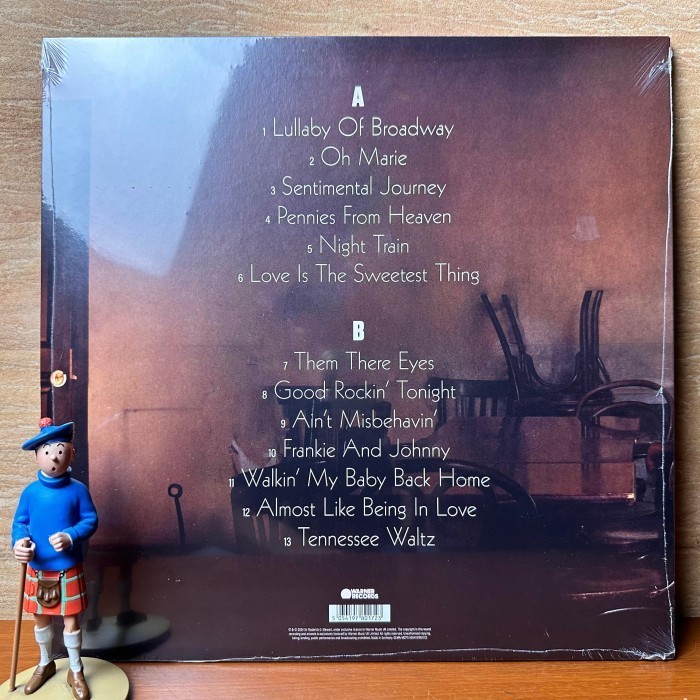 A
1 Lullaby Of Broadway
2 Oh Marie
3 Sentimental Journey
4 Pennies From Heaven
5 Night Train
6 Love Is The Sweetest Thing
B
7 Them There Eyes
8 Good Rockin' Tonight
9 Ain't Misbehavin'
10 Frankie And Johnny
11 Walkin' My Baby Back Home
12 Almost Like Being In Love
13 Tennessee Waltz
WARNER
RECORDS